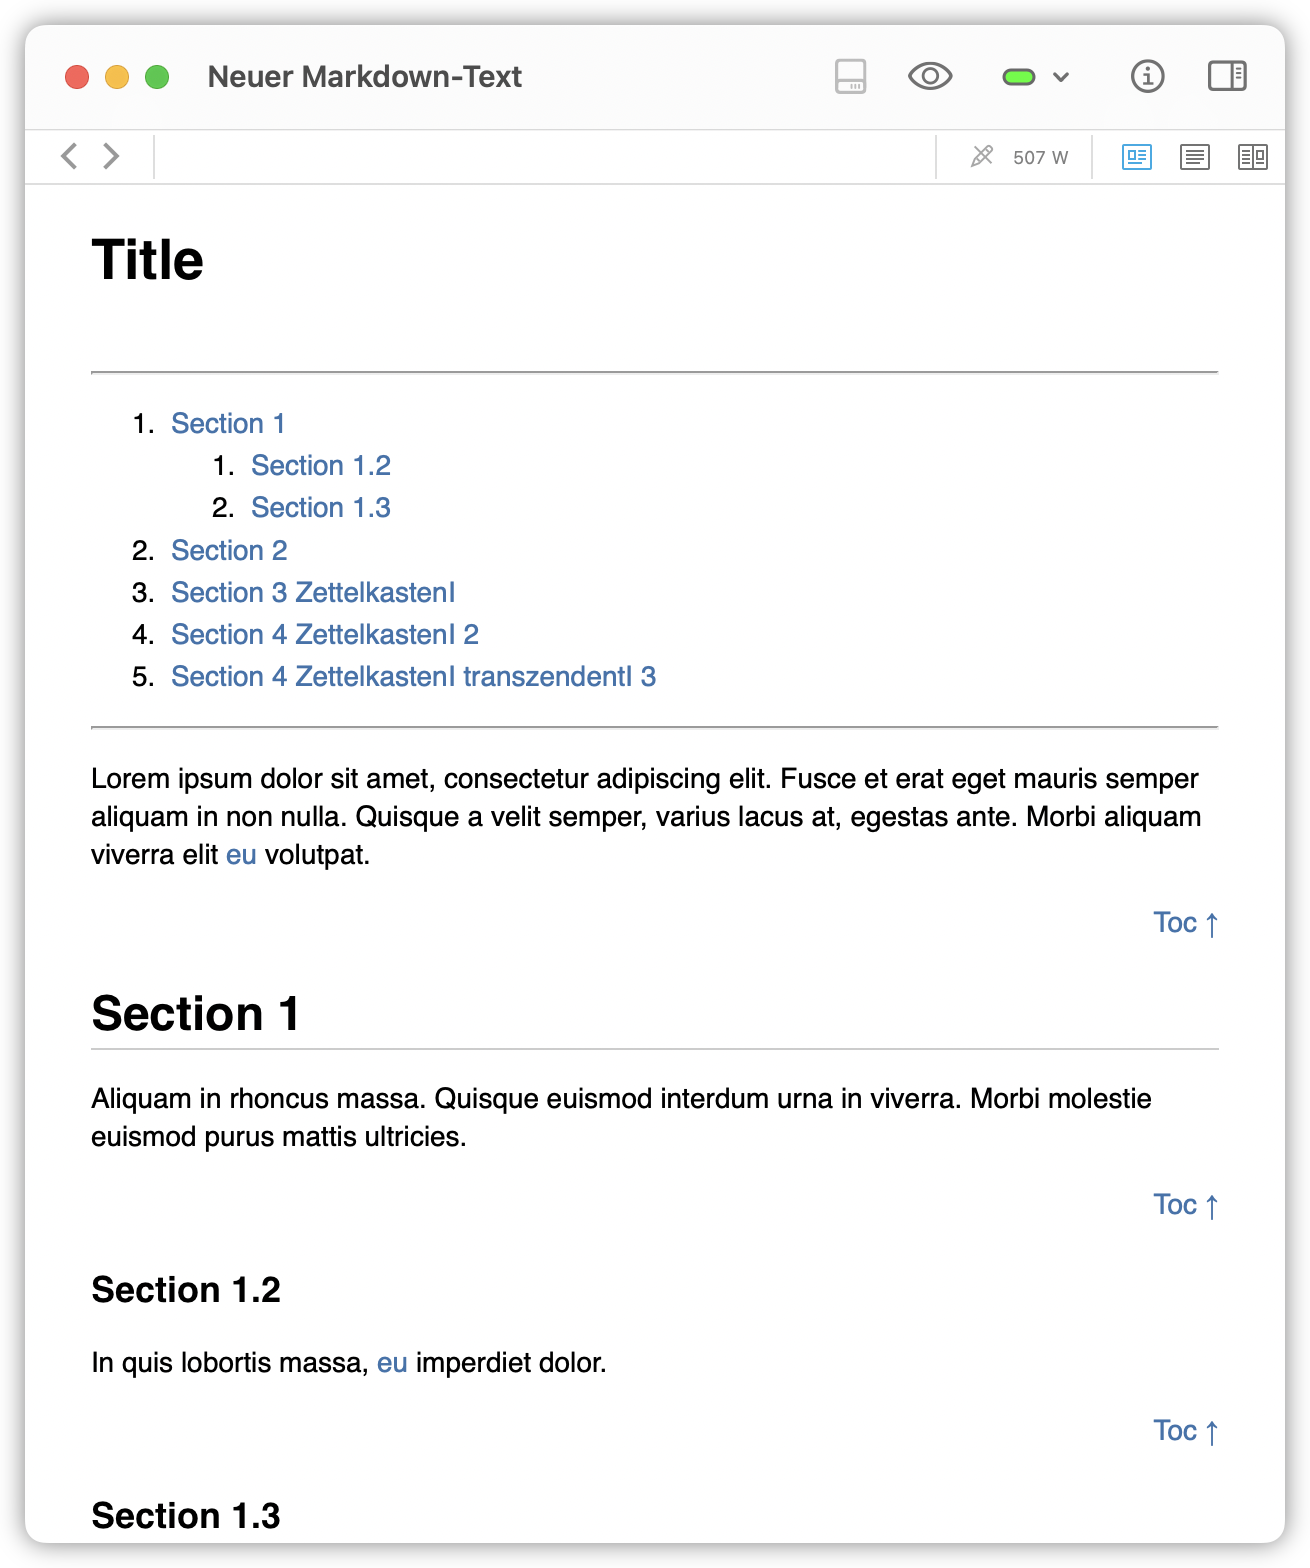 Neuer Markdown-Text
507 W
Title
1. Section 1
1. Section 1.2
2. Section 1.3
2. Section 2
3. Section 3 Zettelkastenl
4. Section 4 Zettelkastenl 2
5. Section 4 Zettelkastenl transzendentl 3
Lorem ipsum dolor sit amet, consectetur adipiscing elit. Fusce et erat eget mauris semper
aliquam in non nulla. Quisque a velit semper, varius lacus at, egestas ante. Morbi aliquam
viverra elit eu volutpat.
Toc ↑
Section 1
Aliquam in rhoncus massa. Quisque euismod interdum urna in viverra. Morbi molestie
euismod purus mattis ultricies.
Toc ↑
Section 1.2
In quis lobortis massa, eu imperdiet dolor.
Toc ↑
Section 1.3